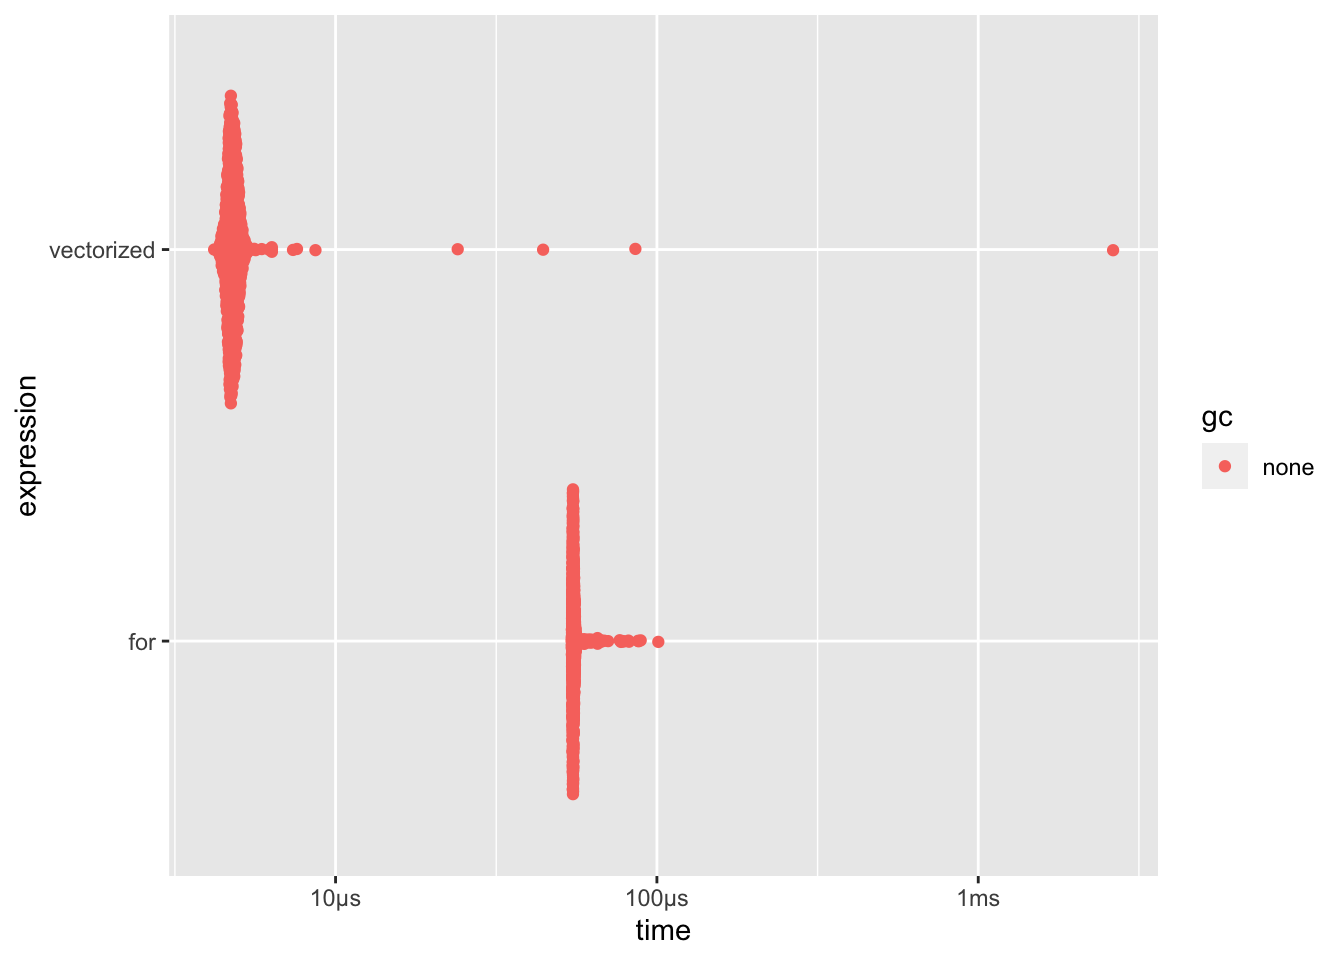 vectorized
for
expression
10µs
100µs
1ms
time
gc
none